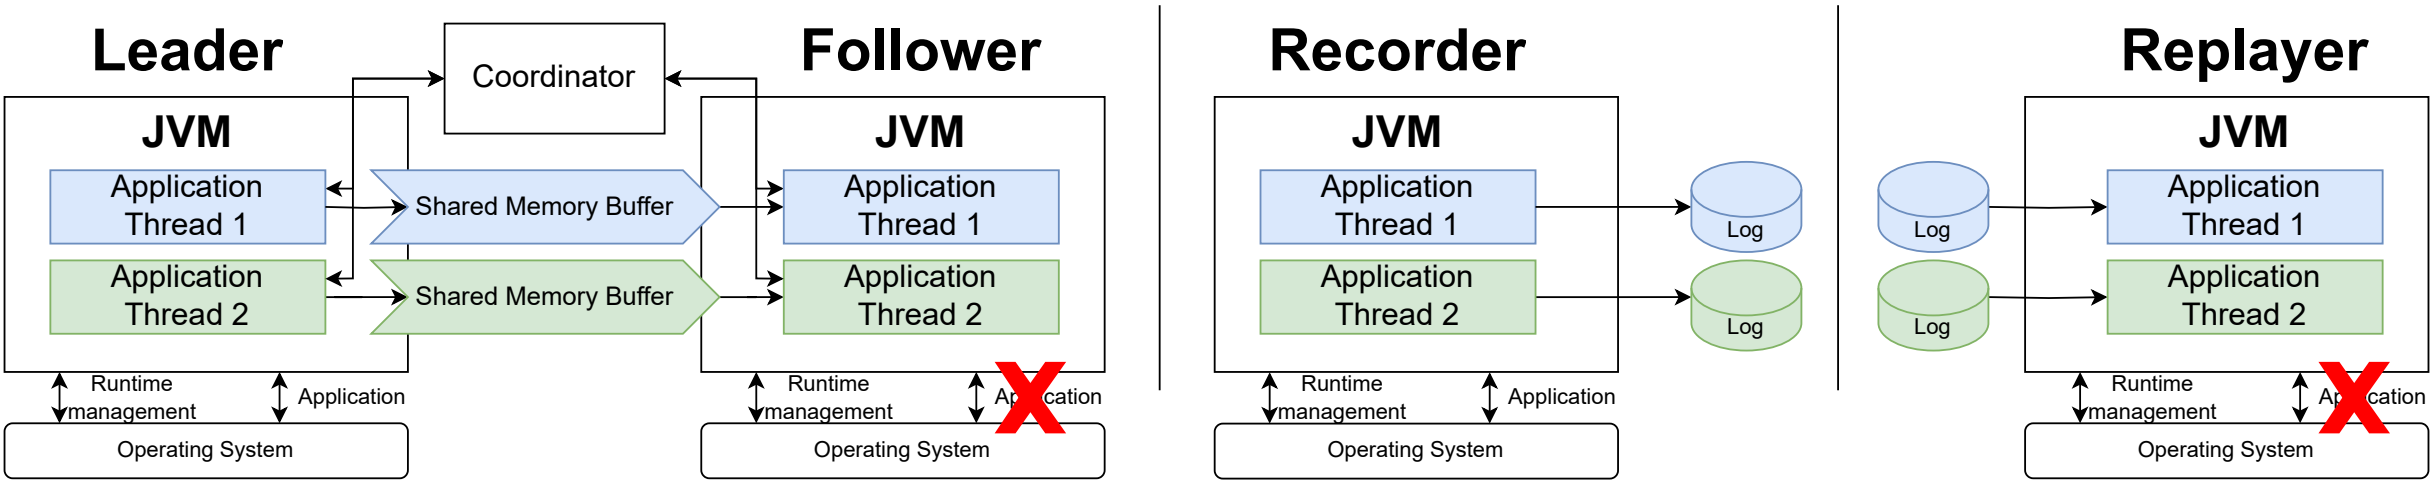 Leader
Coordinator
Follower
Recorder
Replayer
JVM
Application
Thread 1
Application
Thread 2
Shared Memory Buffer
Shared Memory Buffer
JVM
Application
Thread 1
Application
Thread 2
JVM
Application
Thread 1
Application
Thread 2
Log
Log
Log
Log
JVM
Application
Thread 1
Application
Thread 2
Runtime
management
Application
Operating System
Runtime
management
Application
Operating System
Runtime
management
Application
Operating System
Runtime
management
Application
Operating System